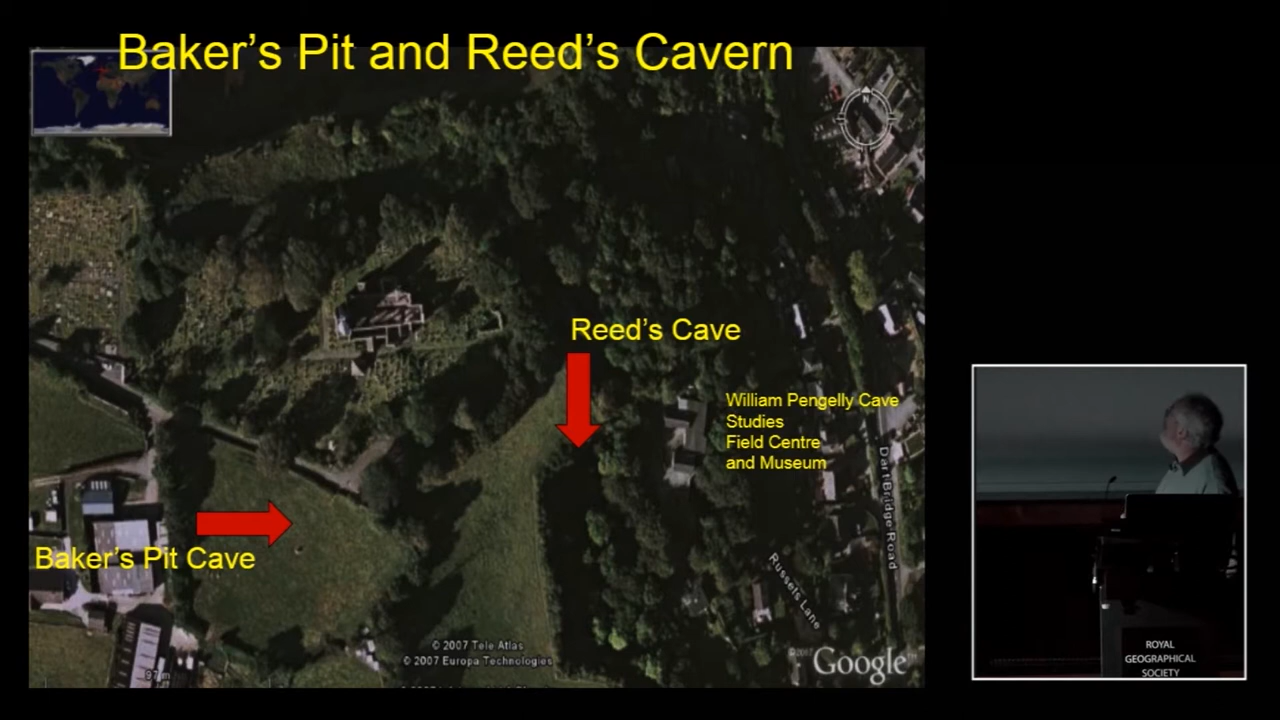 Baker's Pit and Reed's Cavern
N
Reed's Cave
William Pengelly Cave
Studies
Field Centre
and Museum
Dart Bridge Road
Baker's Pit Cave
Russets Lane
© 2007 Tele Atlas
© 2007 Europa Technologies
Google
97 m
ROYAL
GEOGRAPHICAL
SOCIETY